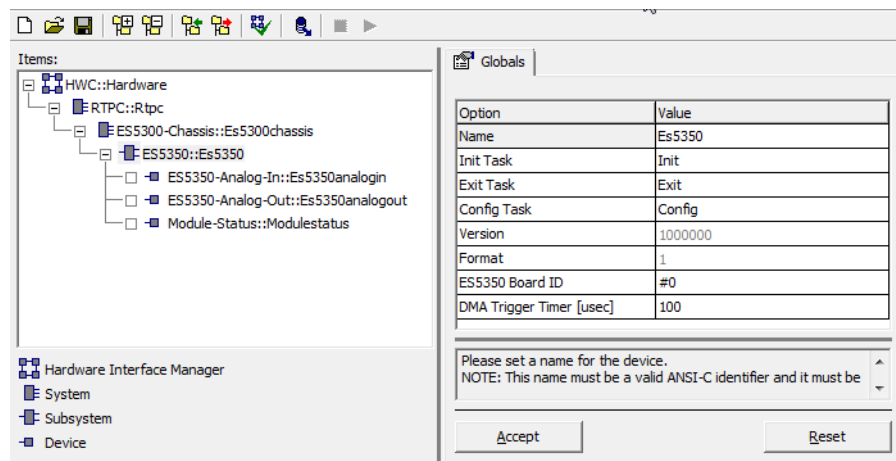 Items:
HWC::Hardware
RTPC::Rtpc
ES5300-Chassis::Es5300chassis
ES5350::Es5350
ES5350-Analog-In::Es5350analogin
ES5350-Analog-Out::Es5350analogout
Module-Status::Modulestatus
Hardware Interface Manager
System
Subsystem
Device
Globals
Option Value
Name Es5350
Init Task Init
Exit Task Exit
Config Task Config
Version 1000000
Format 1
ES5350 Board ID #0
DMA Trigger Timer [usec] 100
Please set a name for the device.
NOTE: This name must be a valid ANSI-C identifier and it must be
Accept Reset